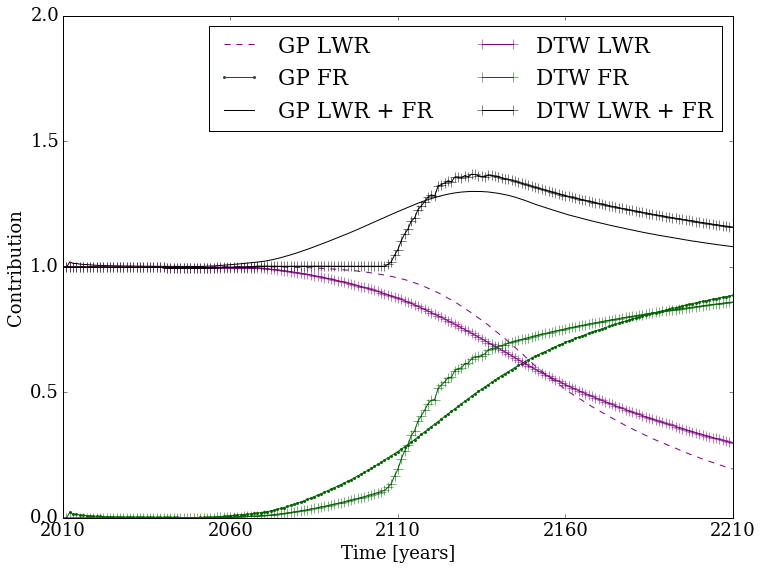 2.0
GP LWR
DTW LWR
GP FR
DTW FR
GP LWR + FR
DTW LWR + FR
1.5
1.0
Contribution
0.5
0.0
2010 2060 2110 2160 2210
Time [years]